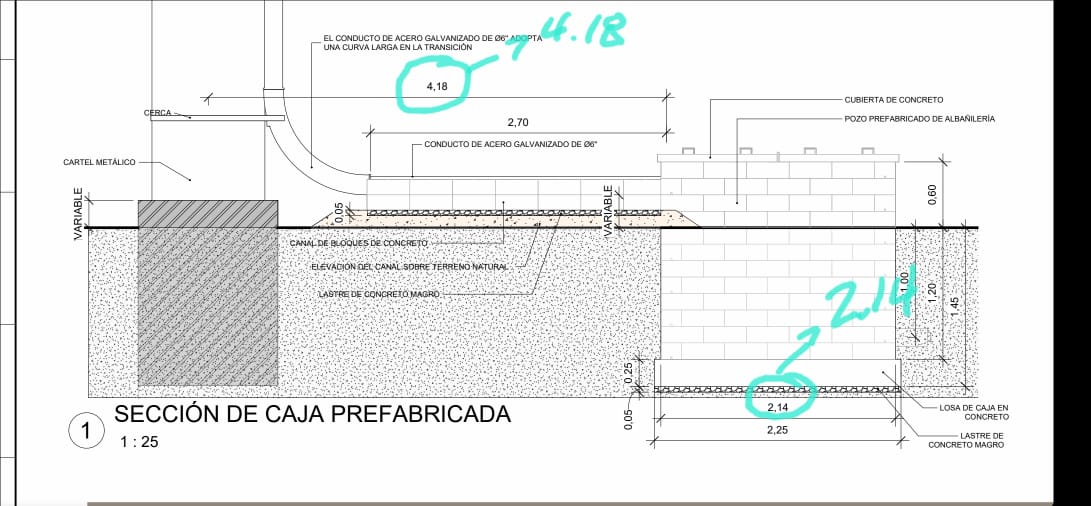 EL CONDUCTO DE ACERO GALVANIZADO DE Ø6" ADOPTA
UNA CURVA LARGA EN LA TRANSICIÓN
4.18
4,18
CERCA
2,70
CUBIERTA DE CONCRETO
POZO PREFABRICADO DE ALBAÑILERÍA
CONDUCTO DE ACERO GALVANIZADO DE Ø6"
CARTEL METÁLICO
VARIABLE
0,05
VARIABLE
0,60
CANAL DE BLOQUES DE CONCRETO
ELEVACIÓN DEL CANAL SOBRE TERRENO NATURAL
LASTRE DE CONCRETO MAGRO
2.14
1,00
1,20
1,45
0,25
0,05
2,14
2,25
LOSA DE CAJA EN
CONCRETO
LASTRE DE
CONCRETO MAGRO
1 SECCIÓN DE CAJA PREFABRICADA
1 : 25